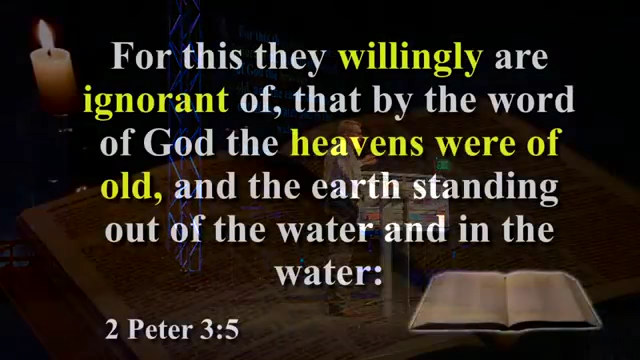 For this they willingly are
ignorant of, that by the word
of God the heavens were of
old, and the earth standing
out of the water and in the
water:
2 Peter 3:5